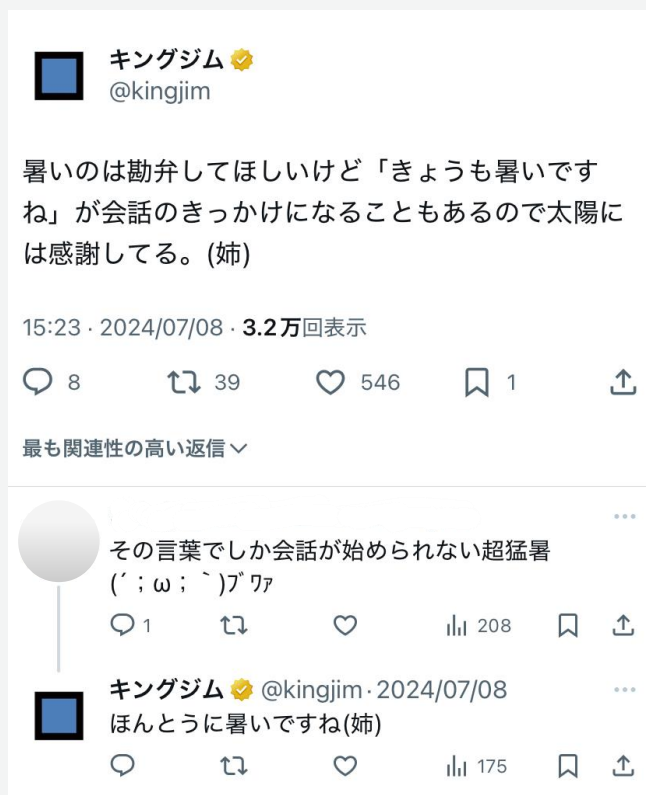 キングジム
@kingjim
暑いのは勘弁してほしいけど「きょうも暑いです
ね」が会話のきっかけになることもあるので太陽に
は感謝してる。(姉)
15:23 · 2024/07/08 · 3.2万回表示
8 39 546 1
最も関連性の高い返信
その言葉でしか会話が始められない超猛暑
(´；ω；｀)ﾌﾞﾜｧ
1 208
キングジム @kingjim · 2024/07/08
ほんとうに暑いですね(姉)
175